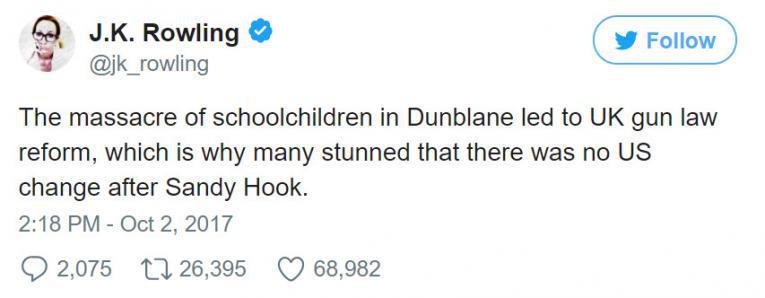 J.K. Rowling
@jk_rowling
Follow
The massacre of schoolchildren in Dunblane led to UK gun law
reform, which is why many stunned that there was no US
change after Sandy Hook.
2:18 PM - Oct 2, 2017
2,075 26,395 68,982